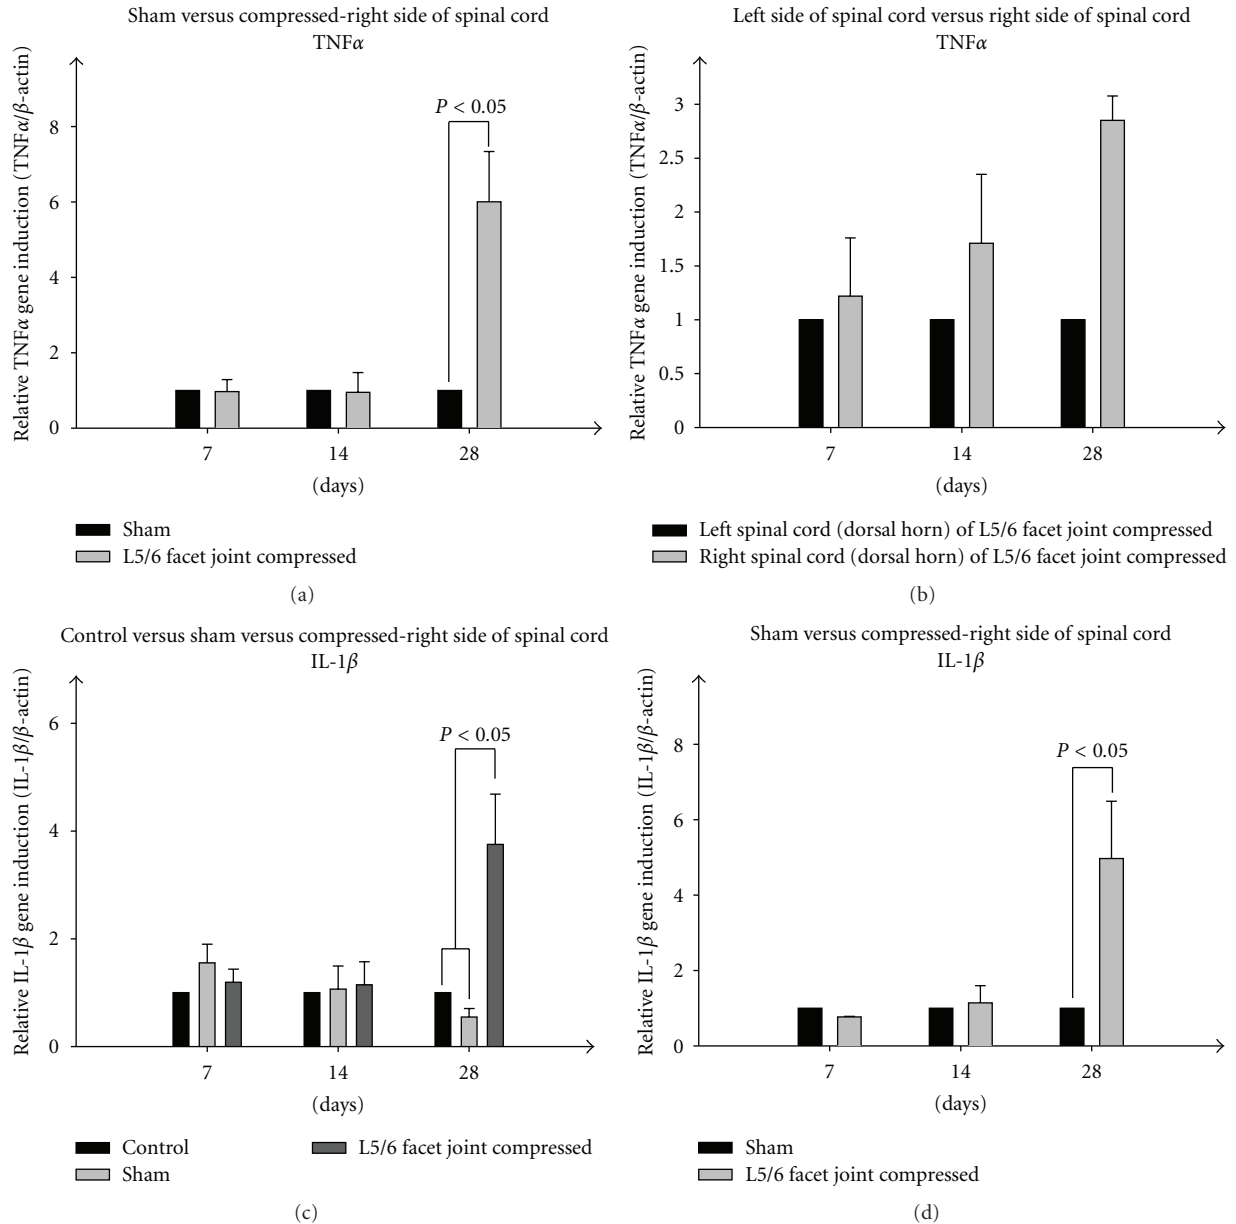 Sham versus compressed-right side of spinal cord
TNFα
Relative TNFα gene induction (TNFα/β-actin)
8
6
4
2
0
P < 0.05
7 14 28
(days)
Sham
L5/6 facet joint compressed
(a)
Left side of spinal cord versus right side of spinal cord
TNFα
Relative TNFα gene induction (TNFα/β-actin)
3
2.5
2
1.5
1
0.5
0
7 14 28
(days)
Left spinal cord (dorsal horn) of L5/6 facet joint compressed
Right spinal cord (dorsal horn) of L5/6 facet joint compressed
(b)
Control versus sham versus compressed-right side of spinal cord
IL-1β
Relative IL-1β gene induction (IL-1β/β-actin)
6
4
2
0
P < 0.05
7 14 28
(days)
Control
Sham
L5/6 facet joint compressed
(c)
Sham versus compressed-right side of spinal cord
IL-1β
Relative IL-1β gene induction (IL-1β/β-actin)
8
6
4
2
0
P < 0.05
7 14 28
(days)
Sham
L5/6 facet joint compressed
(d)